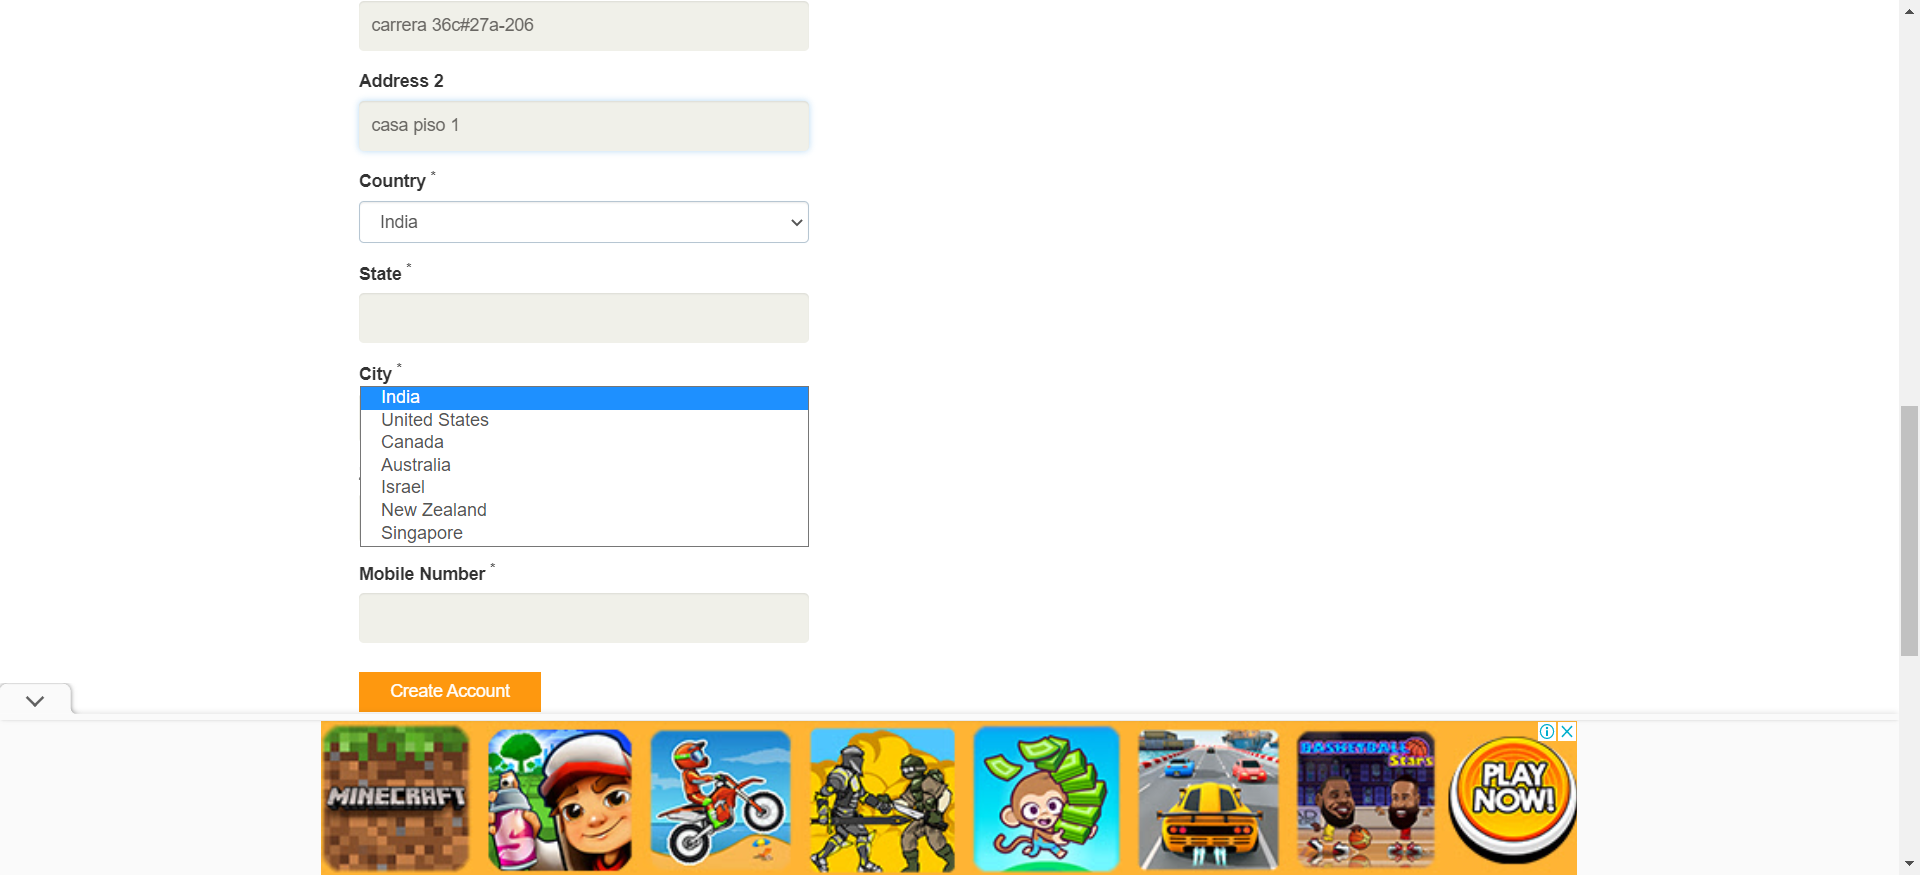 carrera 36c#27a-206
Address 2
casa piso 1
Country *
India
State *
City *
India
United States
Canada
Australia
Israel
New Zealand
Singapore
Mobile Number *
Create Account
MINECRAFT
BASKETBALL
Stars
PLAY
NOW!